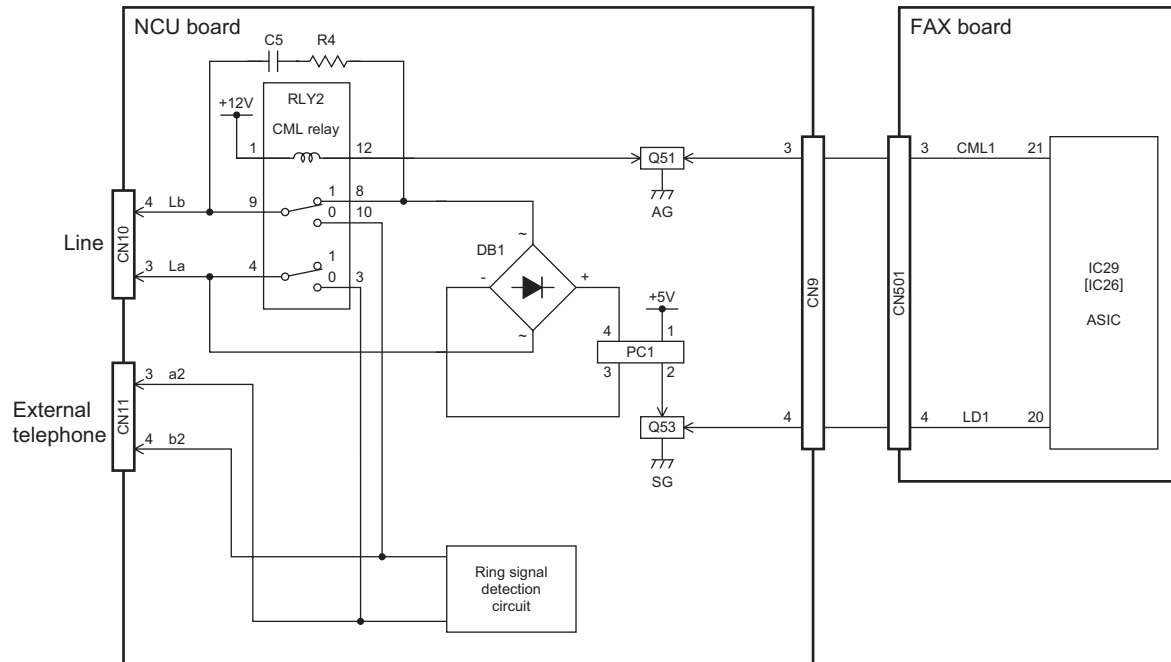 NCU board
FAX board
C5
R4
+12V
RLY2
CML relay
1
12
Q51
AG
3
3
CML1
21
4
Lb
9
1
8
0
10
Line
CN10
3
La
4
1
0
3
DB1
~
-
+
~
+5V
4
1
PC1
3
2
CN9
CN501
IC29
[IC26]
ASIC
External
telephone
CN11
3
a2
4
b2
Q53
SG
4
4
LD1
20
Ring signal
detection
circuit